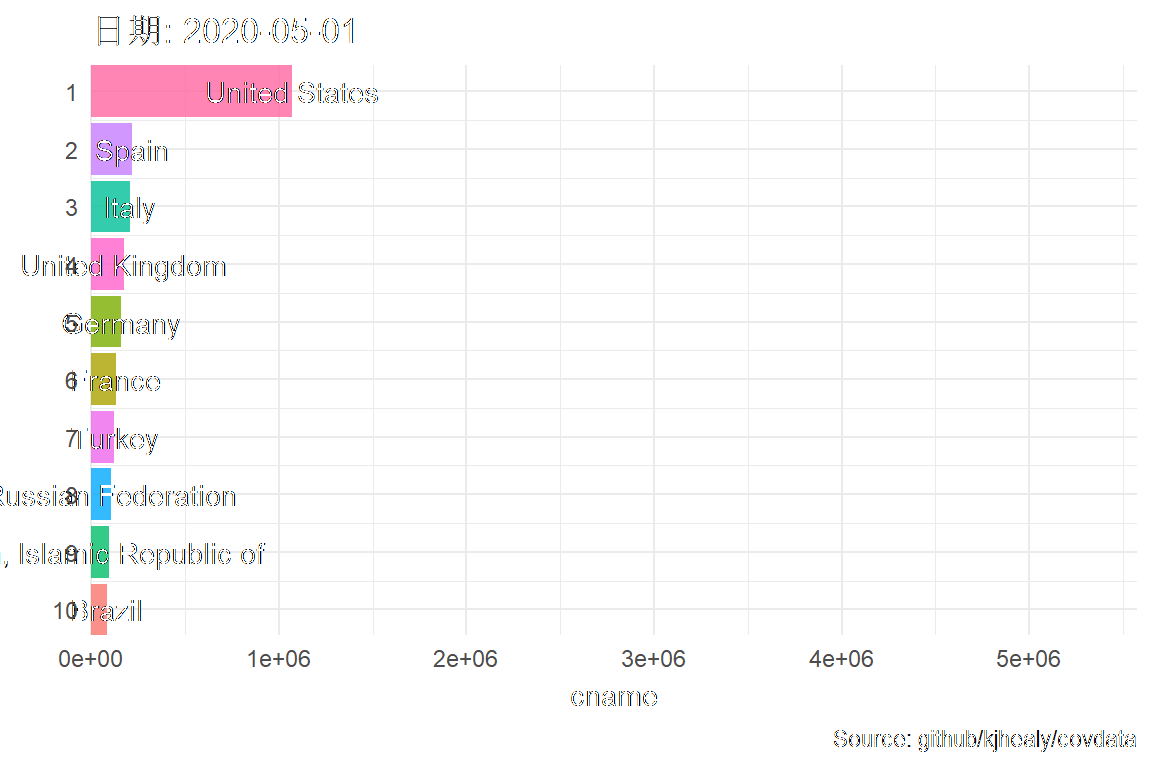 日期: 2020-05-01
1 United States
2 Spain
3 Italy
4 United Kingdom
5 Germany
6 France
7 Turkey
8 Russian Federation
9 , Islamic Republic of
10 Brazil
0e+00 1e+06 2e+06 3e+06 4e+06 5e+06
cname
Source: github/kjhealy/covdata